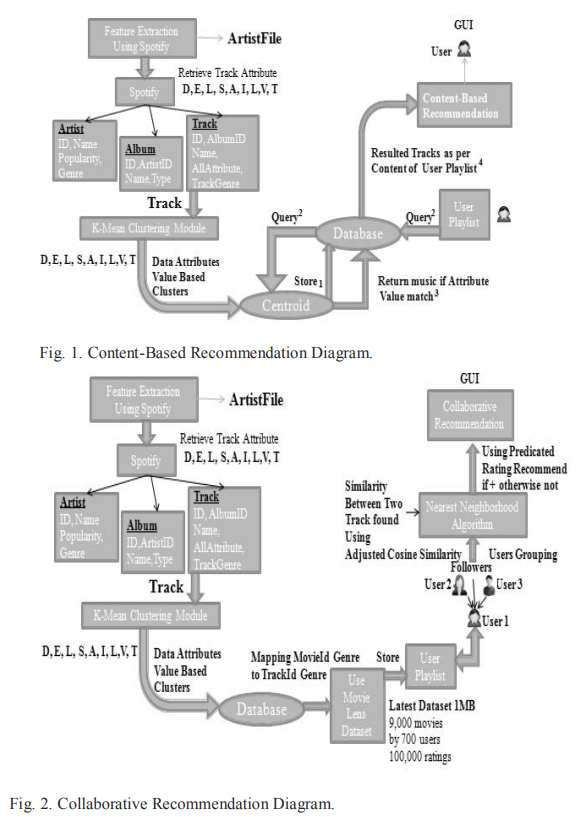 Feature Extraction
Using Spotify
ArtistFile
Retrieve Track Attribute
D, E, L, S, A, I, L,V, T
Spotify
Artist
ID, Name
Popularity,
Genre
Album
ID,ArtistID
Name,Type
Track
ID, AlbumID
Name,
AllAttribute,
TrackGenre
Track
K-Mean Clustering Module
D, E, L, S, A, I, L,V, T
Data Attributes
Value Based
Clusters
Centroid
Store1
Query2
Database
Query2
User
Playlist
Return music if Attribute
Value match3
Resulted Tracks as per
Content of User Playlist4
Content-Based
Recommendation
User
GUI
Fig. 1. Content-Based Recommendation Diagram.
Feature Extraction
Using Spotify
ArtistFile
Retrieve Track Attribute
D, E, L, S, A, I, L,V, T
Spotify
Artist
ID, Name
Popularity,
Genre
Album
ID,ArtistID
Name,Type
Track
ID, AlbumID
Name,
AllAttribute,
TrackGenre
Track
K-Mean Clustering Module
D, E, L, S, A, I, L,V, T
Data Attributes
Value Based
Clusters
Database
Mapping MovieId Genre
to TrackId Genre
Use
Movie
Lens
Dataset
Store
Latest Dataset 1MB
9,000 movies
by 700 users
100,000 ratings
User
Playlist
User1
User2
User3
Followers
Users Grouping
Similarity
Between Two
Track found
Using
Adjusted Cosine Similarity
Nearest Neighborhood
Algorithm
Using Predicated
Rating Recommend
if+ otherwise not
Collaborative
Recommendation
GUI
Fig. 2. Collaborative Recommendation Diagram.